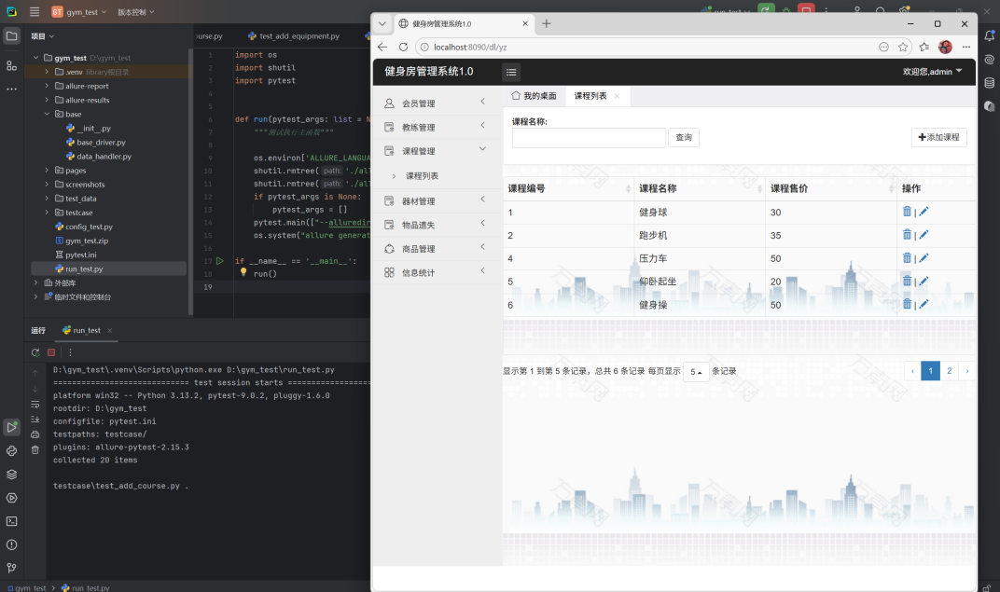 GT gym_test 版本控制
项目
gym_test D:\gym_test
.venv library根目录
allure-report
allure-results
base
__init__.py
base_driver.py
data_handler.py
pages
screenshots
test_data
testcase
config_test.py
gym_test.zip
pytest.ini
run_test.py
外部库
临时文件和控制台
urse.py test_add_equipment.py
1 import os
2 import shutil
3 import pytest
4
5
6 def run(pytest_args: list = N
7 """测试执行主函数"""
8
9 os.environ['ALLURE_LANGUA
10 shutil.rmtree( path: './all
11 shutil.rmtree( path: './all
12 if pytest_args is None:
13 pytest_args = []
14 pytest.main(["--alluredir
15 os.system("allure generat
16
17 if __name__ == '__main__':
18 run()
19
运行 run_test
D:\gym_test\.venv\Scripts\python.exe D:\gym_test\run_test.py
============================= test session starts ==================
platform win32 -- Python 3.13.2, pytest-9.0.2, pluggy-1.6.0
rootdir: D:\gym_test
configfile: pytest.ini
testpaths: testcase/
plugins: allure-pytest-2.15.3
collected 20 items
testcase\test_add_course.py .
gym_test > run_test.py
健身房管理系统1.0
localhost:8090/dl/yz
健身房管理系统1.0
欢迎您,admin
会员管理
教练管理
课程管理
课程列表
器材管理
物品遗失
商品管理
信息统计
我的桌面 课程列表
课程名称:
查询
添加课程
课程编号 课程名称 课程售价 操作
1 健身球 30 |
2 跑步机 35 |
4 压力车 50 |
5 仰卧起坐 20 |
6 健身操 50 |
显示第 1 到第 5 条记录，总共 6 条记录 每页显示 5 条记录
‹ 1 2 ›